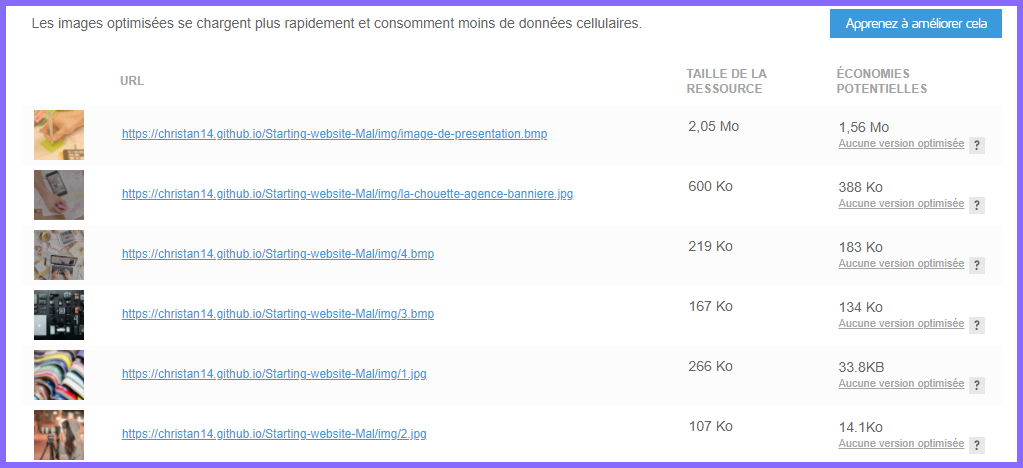 Les images optimisées se chargent plus rapidement et consomment moins de données cellulaires.
Apprenez à améliorer cela
URL
TAILLE DE LA RESSOURCE
ÉCONOMIES POTENTIELLES
https://christan14.github.io/Starting-website-Mal/img/image-de-presentation.bmp
2,05 Mo
1,56 Mo
Aucune version optimisée ?
https://christan14.github.io/Starting-website-Mal/img/la-chouette-agence-banniere.jpg
600 Ko
388 Ko
Aucune version optimisée ?
https://christan14.github.io/Starting-website-Mal/img/4.bmp
219 Ko
183 Ko
Aucune version optimisée ?
https://christan14.github.io/Starting-website-Mal/img/3.bmp
167 Ko
134 Ko
Aucune version optimisée ?
https://christan14.github.io/Starting-website-Mal/img/1.jpg
266 Ko
33.8KB
Aucune version optimisée ?
https://christan14.github.io/Starting-website-Mal/img/2.jpg
107 Ko
14.1Ko
Aucune version optimisée ?